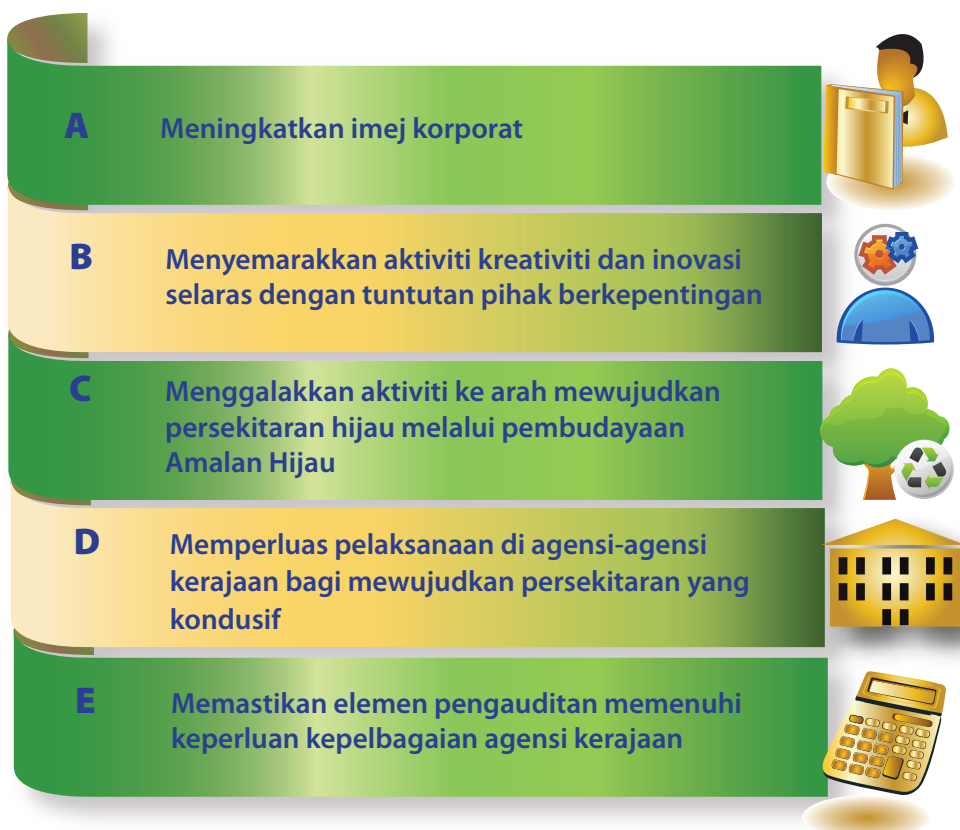 A
Meningkatkan imej korporat
B
Menyemarakkan aktiviti kreativiti dan inovasi
selaras dengan tuntutan pihak berkepentingan
C
Menggalakkan aktiviti ke arah mewujudkan
persekitaran hijau melalui pembudayaan
Amalan Hijau
D
Memperluas pelaksanaan di agensi-agensi
kerajaan bagi mewujudkan persekitaran yang
kondusif
E
Memastikan elemen pengauditan memenuhi
keperluan kepelbagaian agensi kerajaan